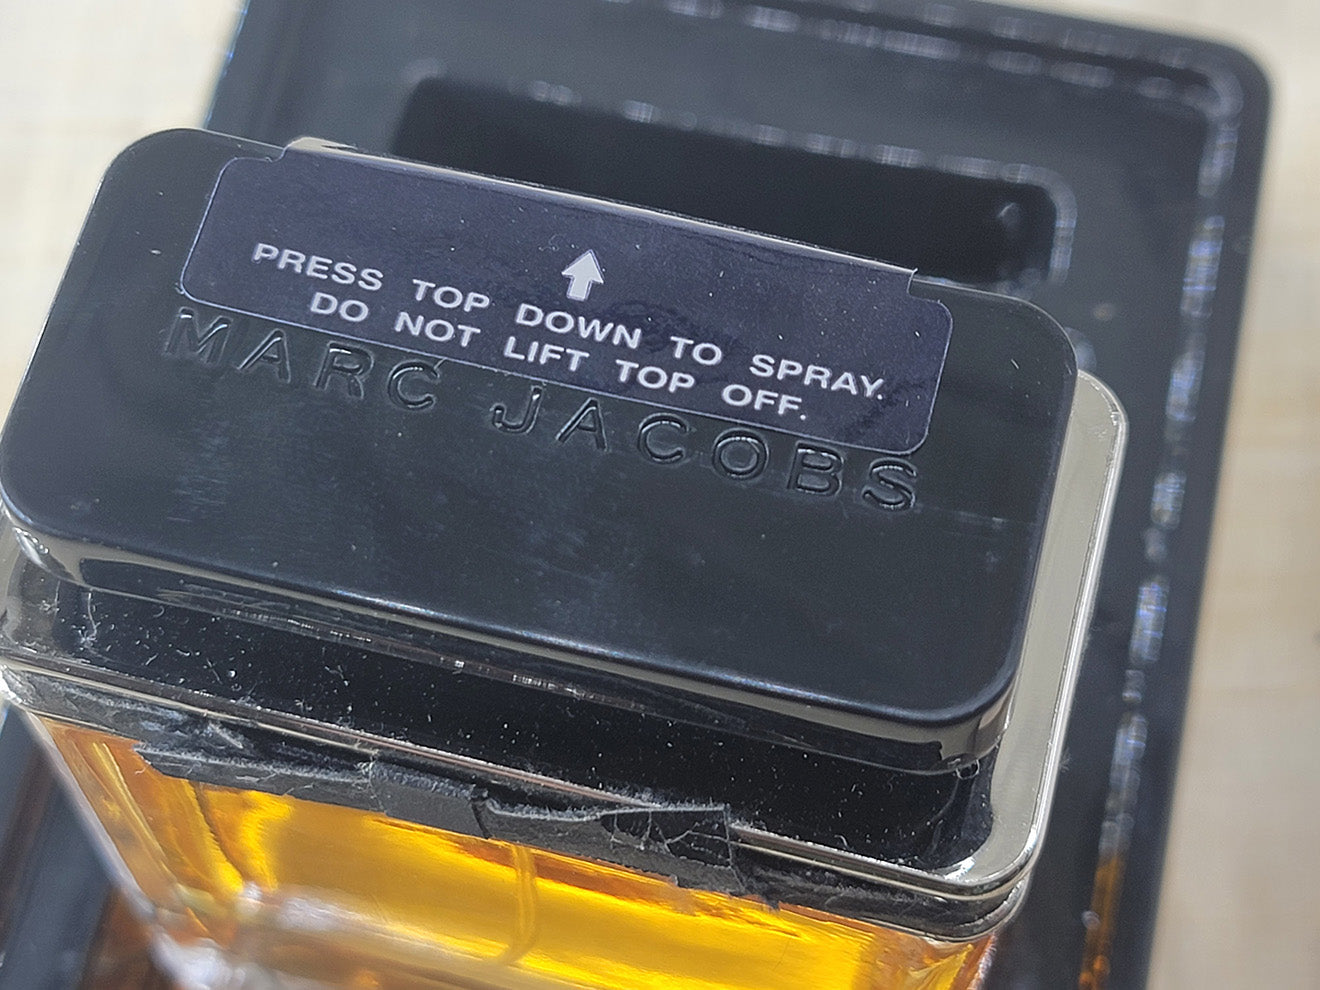 PRESS TOP DOWN TO SPRAY.
DO NOT LIFT TOP OFF.
MARC JACOBS